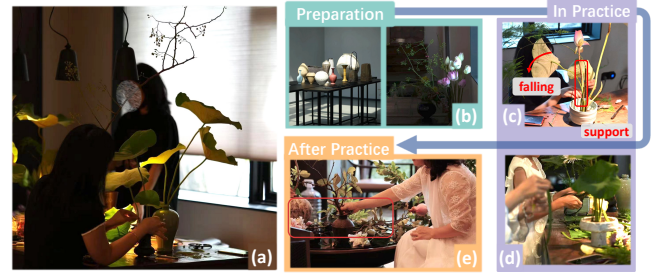 Preparation
In Practice
falling
support
(a)
(b)
(c)
After Practice
(d)
(e)